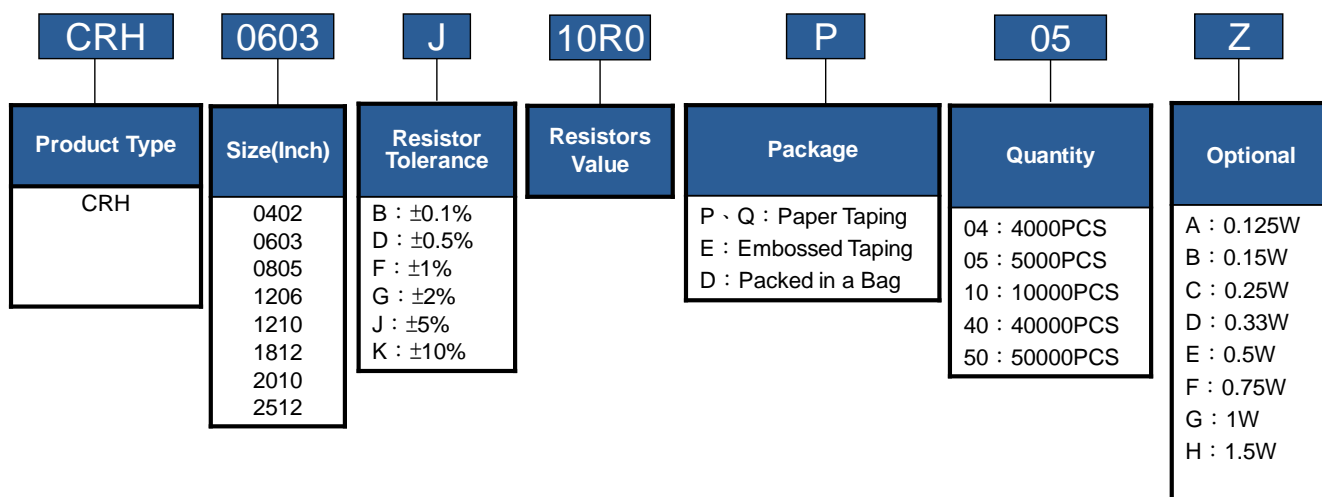 CRH 0603 J 10R0 P 05 Z
Product Type
CRH
Size(Inch)
0402
0603
0805
1206
1210
1812
2010
2512
Resistor
Tolerance
B：±0.1%
D：±0.5%
F：±1%
G：±2%
J：±5%
K：±10%
Resistors
Value
Package
P、Q：Paper Taping
E：Embossed Taping
D：Packed in a Bag
Quantity
04：4000PCS
05：5000PCS
10：10000PCS
40：40000PCS
50：50000PCS
Optional
A：0.125W
B：0.15W
C：0.25W
D：0.33W
E：0.5W
F：0.75W
G：1W
H：1.5W